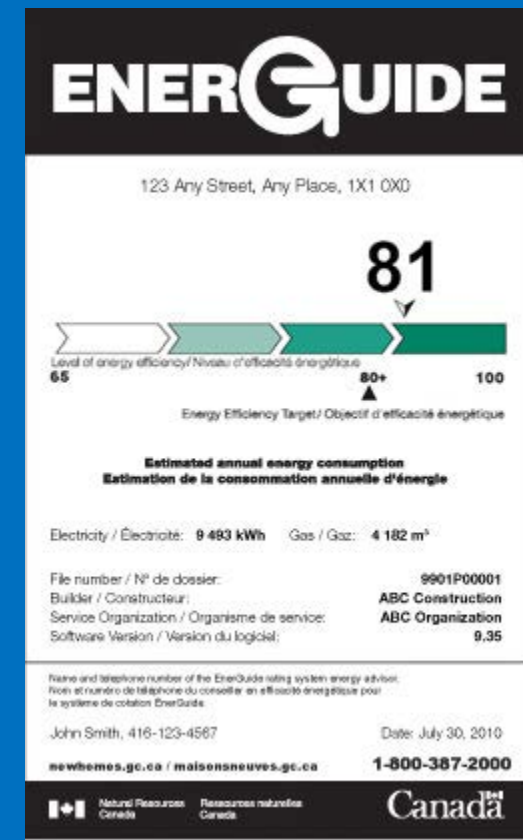 ENERGUIDE
123 Any Street, Any Place, 1X1 0X0
81
Level of energy efficiency/ Niveau d'efficacité énergétique
65 80+ 100
Energy Efficiency Target/ Objectif d'efficacité énergétique
Estimated annual energy consumption
Estimation de la consommation annuelle d'énergie
Electricity / Électricité: 9 493 kWh Gas / Gaz: 4 182 m³
File number / Nº de dossier: 9901P00001
Builder / Constructeur: ABC Construction
Service Organization / Organisme de service: ABC Organization
Software Version / Version du logiciel: 9.35
Name and telephone number of the EnerGuide rating system energy advisor.
Nom et numéro de téléphone du conseiller en efficacité énergétique pour
le système de cotation EnerGuide.
John Smith, 416-123-4567 Date: July 30, 2010
newhomes.gc.ca / maisonsneuves.gc.ca 1-800-387-2000
Natural Resources Ressources naturelles
Canada Canada
Canada